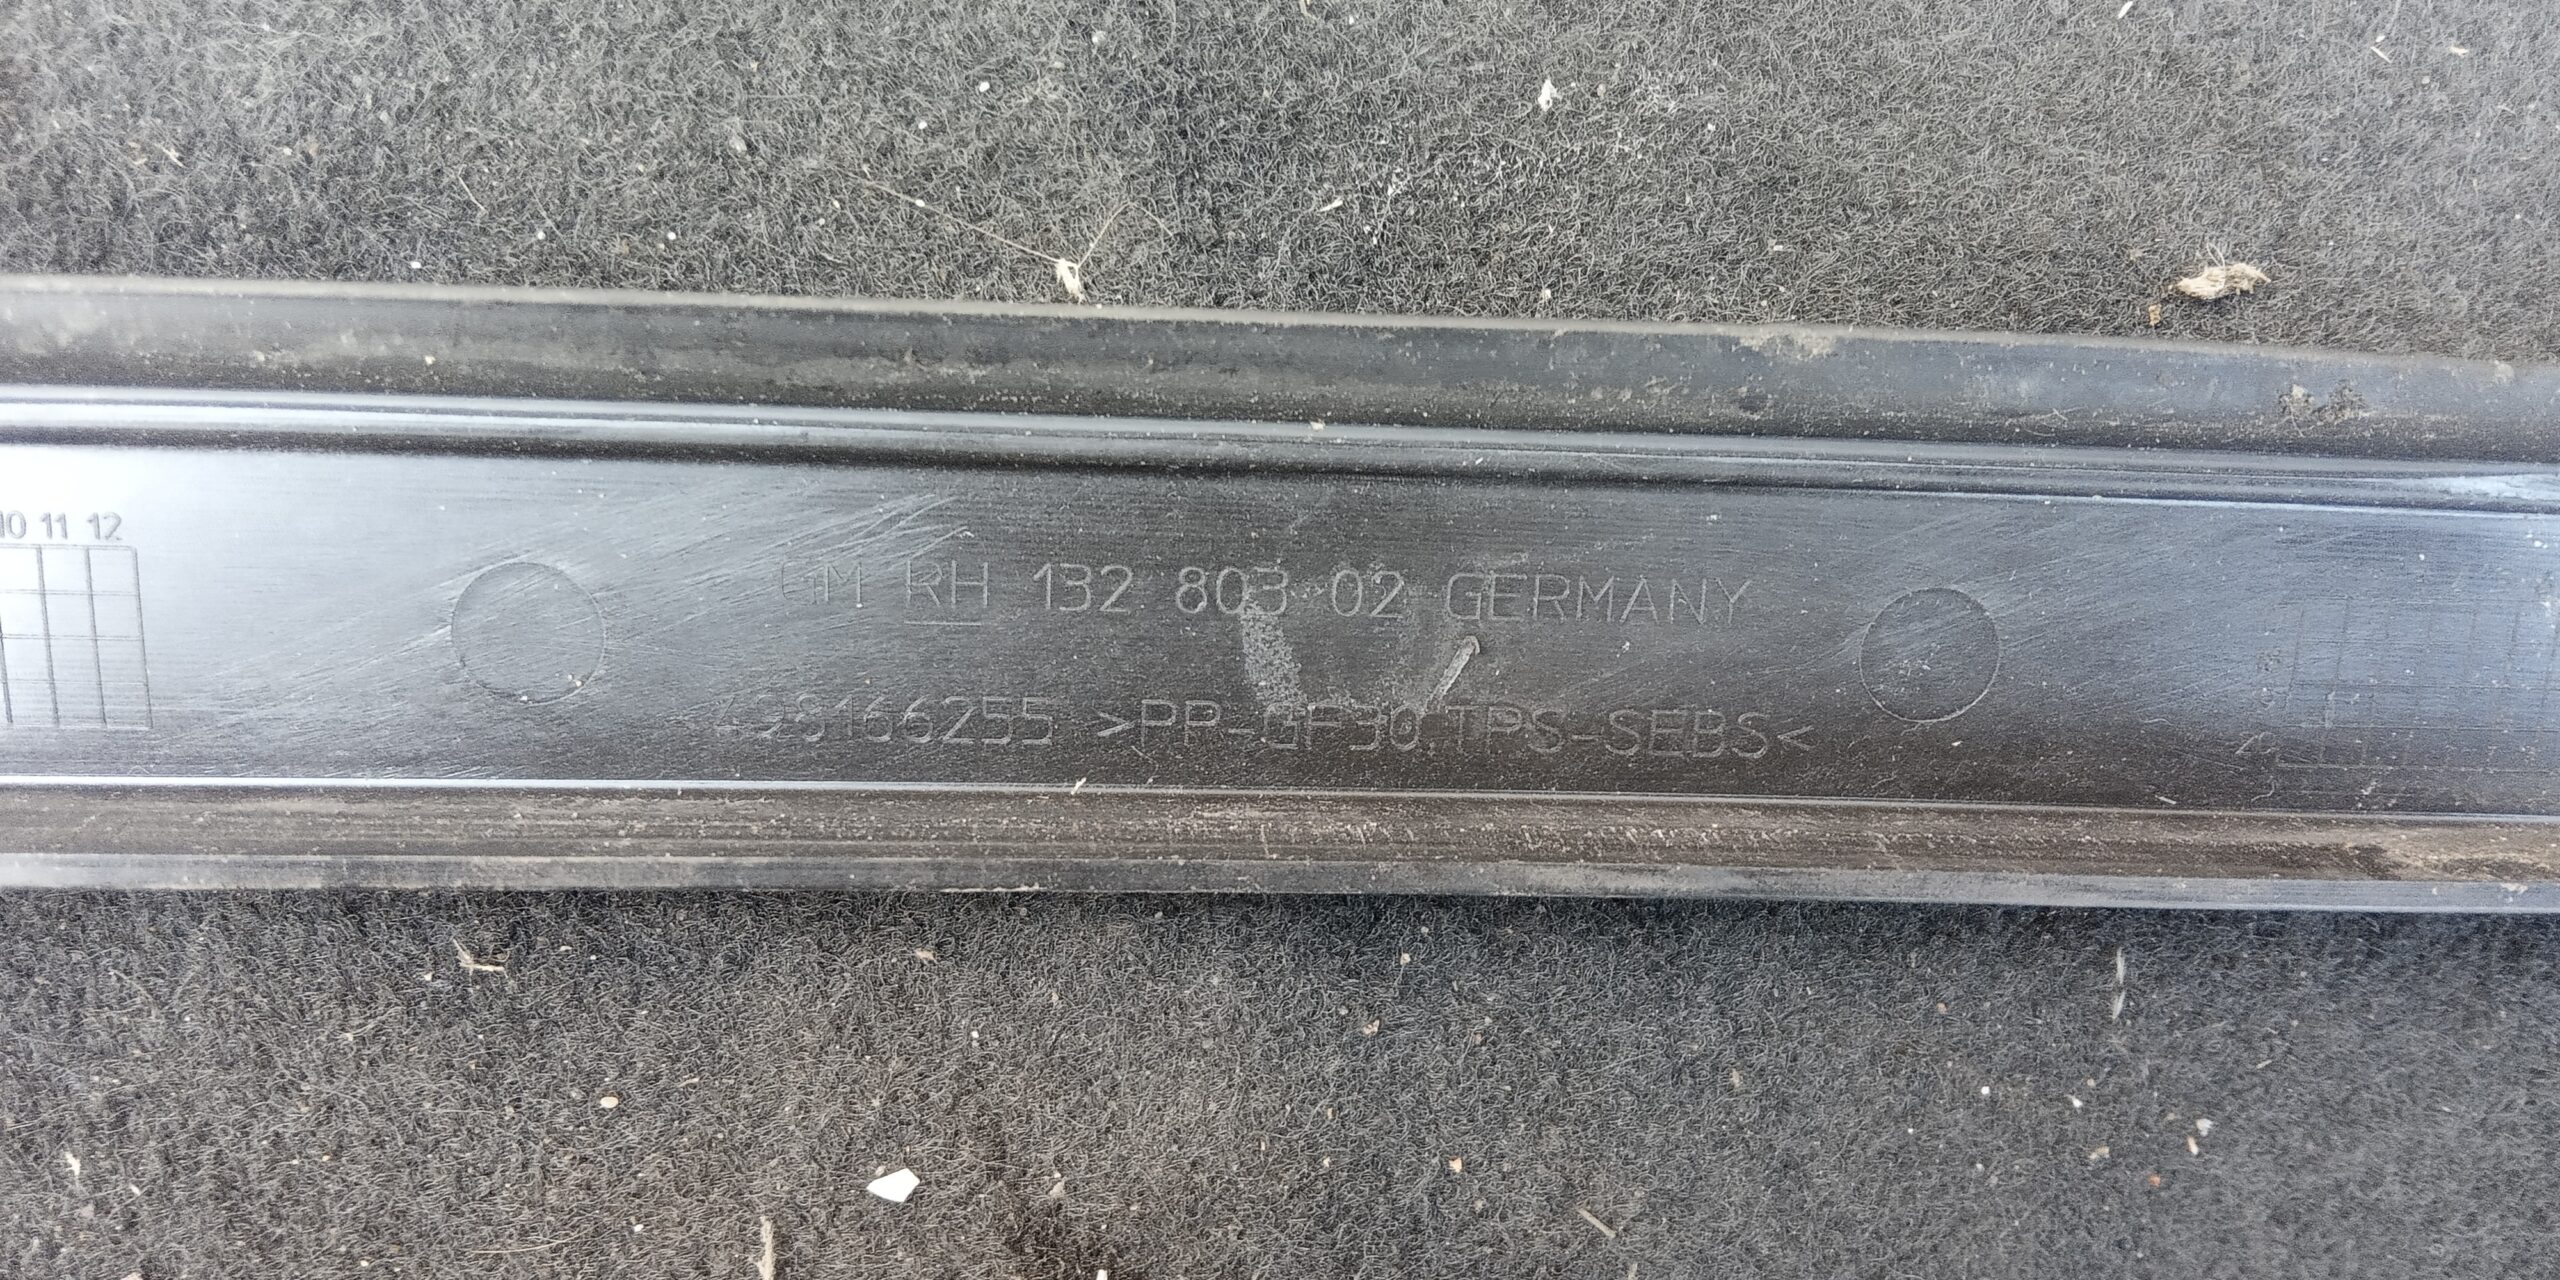 10 11 12
GM RH 132 803 02 GERMANY
498166255 >PP-GF30,TPS-SEBS<